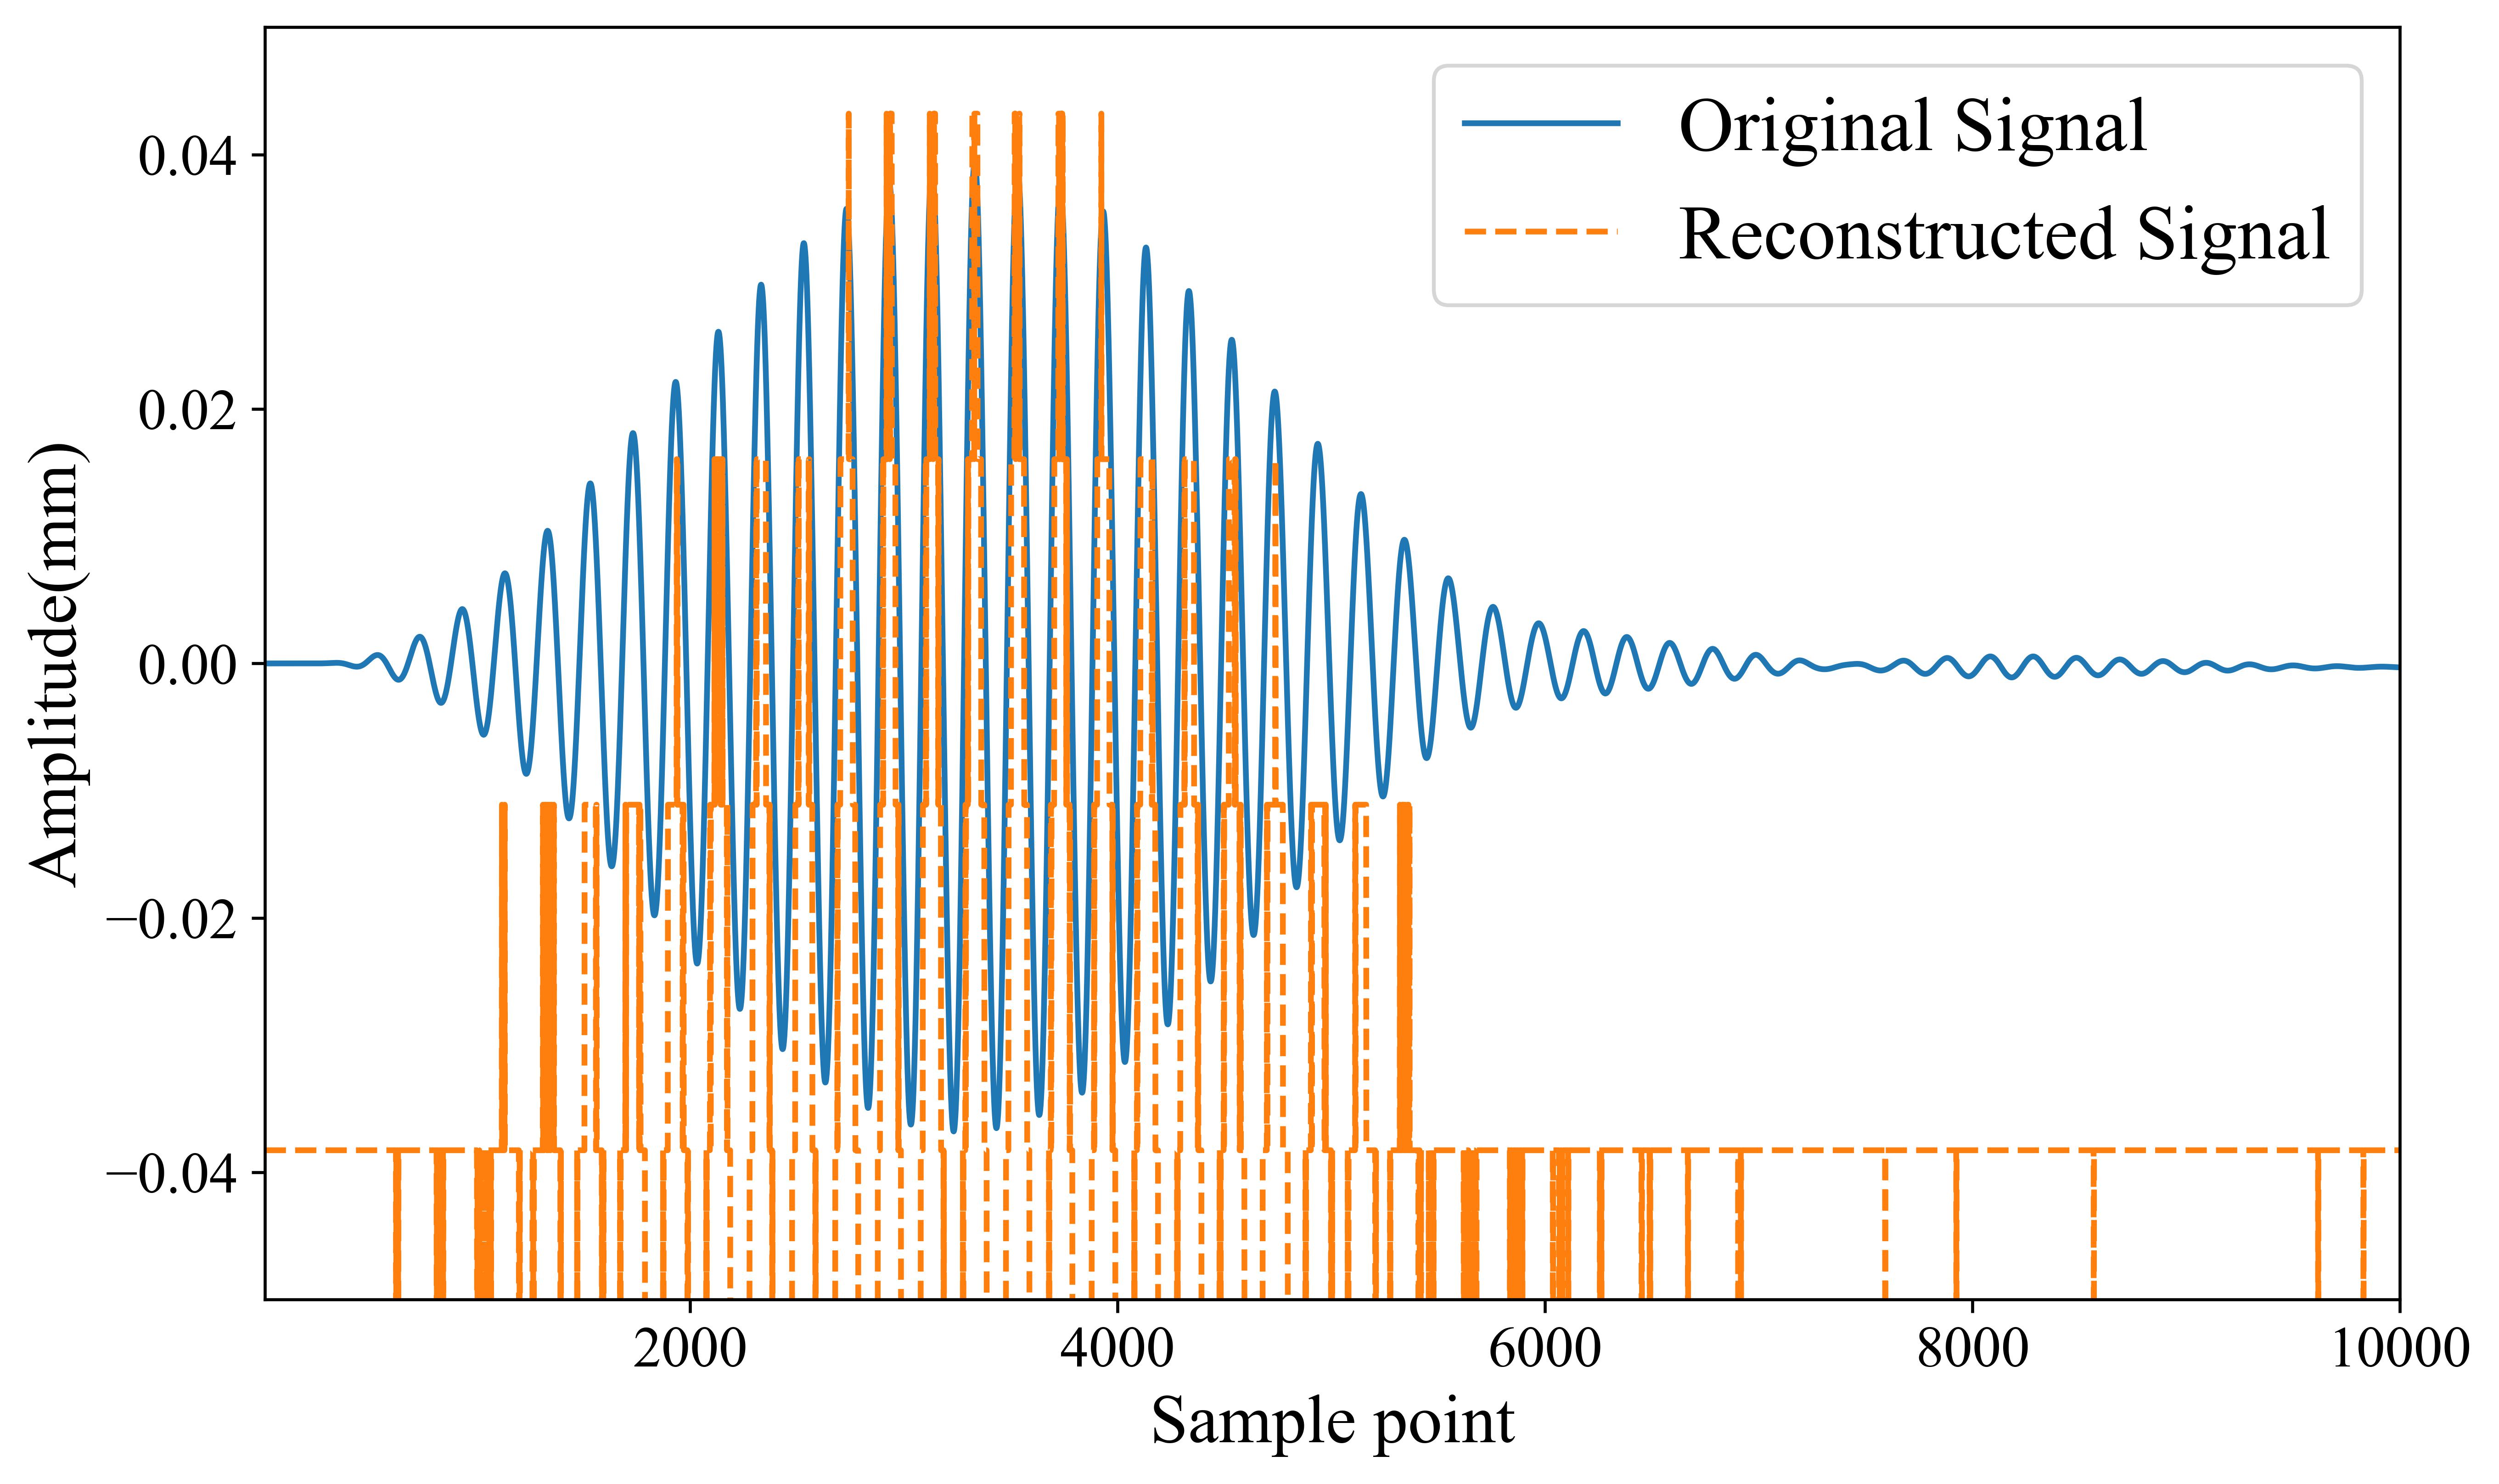 Original Signal
Reconstructed Signal
0.04
0.02
0.00
−0.02
−0.04
Amplitude(mm)
2000 4000 6000 8000 10000
Sample point